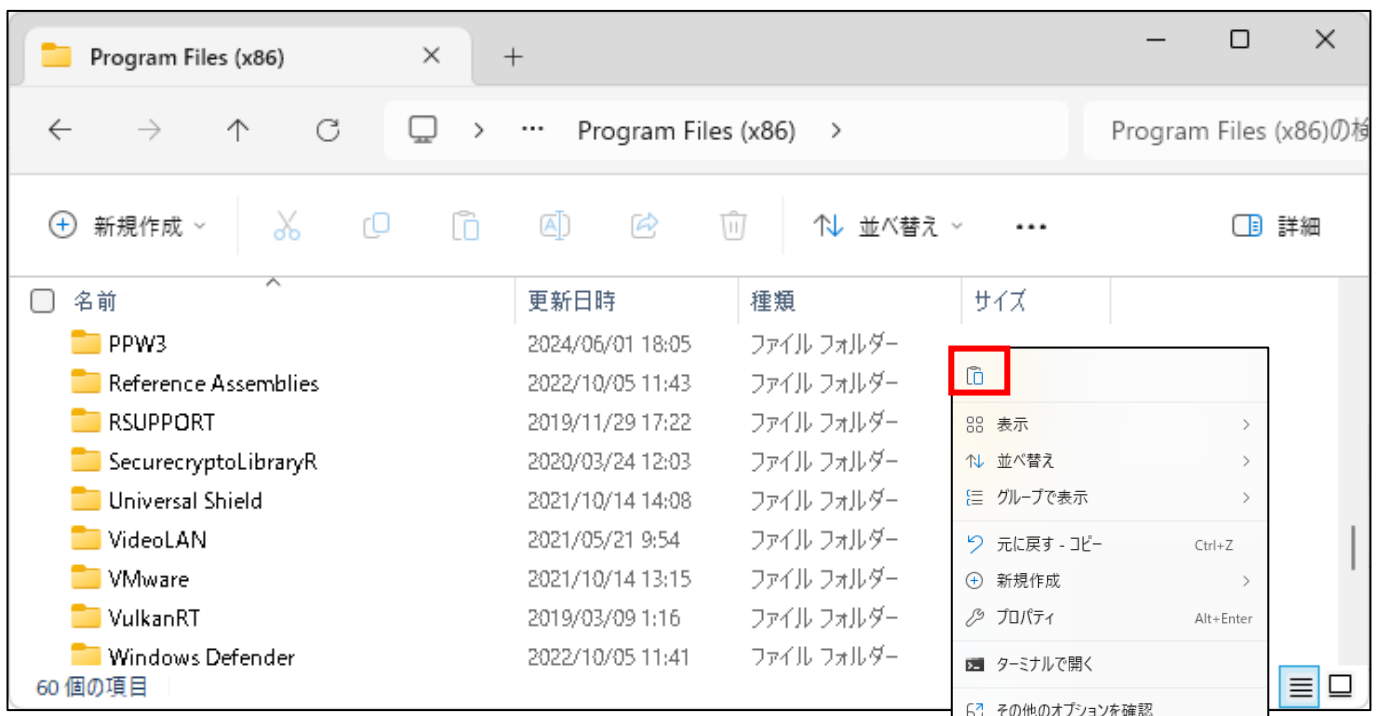 Program Files (x86)
Program Files (x86)
Program Files (x86)の検
新規作成
並べ替え
詳細
名前 更新日時 種類 サイズ
PPW3 2024/06/01 18:05 ファイル フォルダー
Reference Assemblies 2022/10/05 11:43 ファイル フォルダー
RSUPPORT 2019/11/29 17:22 ファイル フォルダー
SecurecryptoLibraryR 2020/03/24 12:03 ファイル フォルダー
Universal Shield 2021/10/14 14:08 ファイル フォルダー
VideoLAN 2021/05/21 9:54 ファイル フォルダー
VMware 2021/10/14 13:15 ファイル フォルダー
VulkanRT 2019/03/09 1:16 ファイル フォルダー
Windows Defender 2022/10/05 11:41 ファイル フォルダー
60 個の項目
表示
並べ替え
グループで表示
元に戻す - コピー Ctrl+Z
新規作成
プロパティ Alt+Enter
ターミナルで開く
その他のオプションを確認